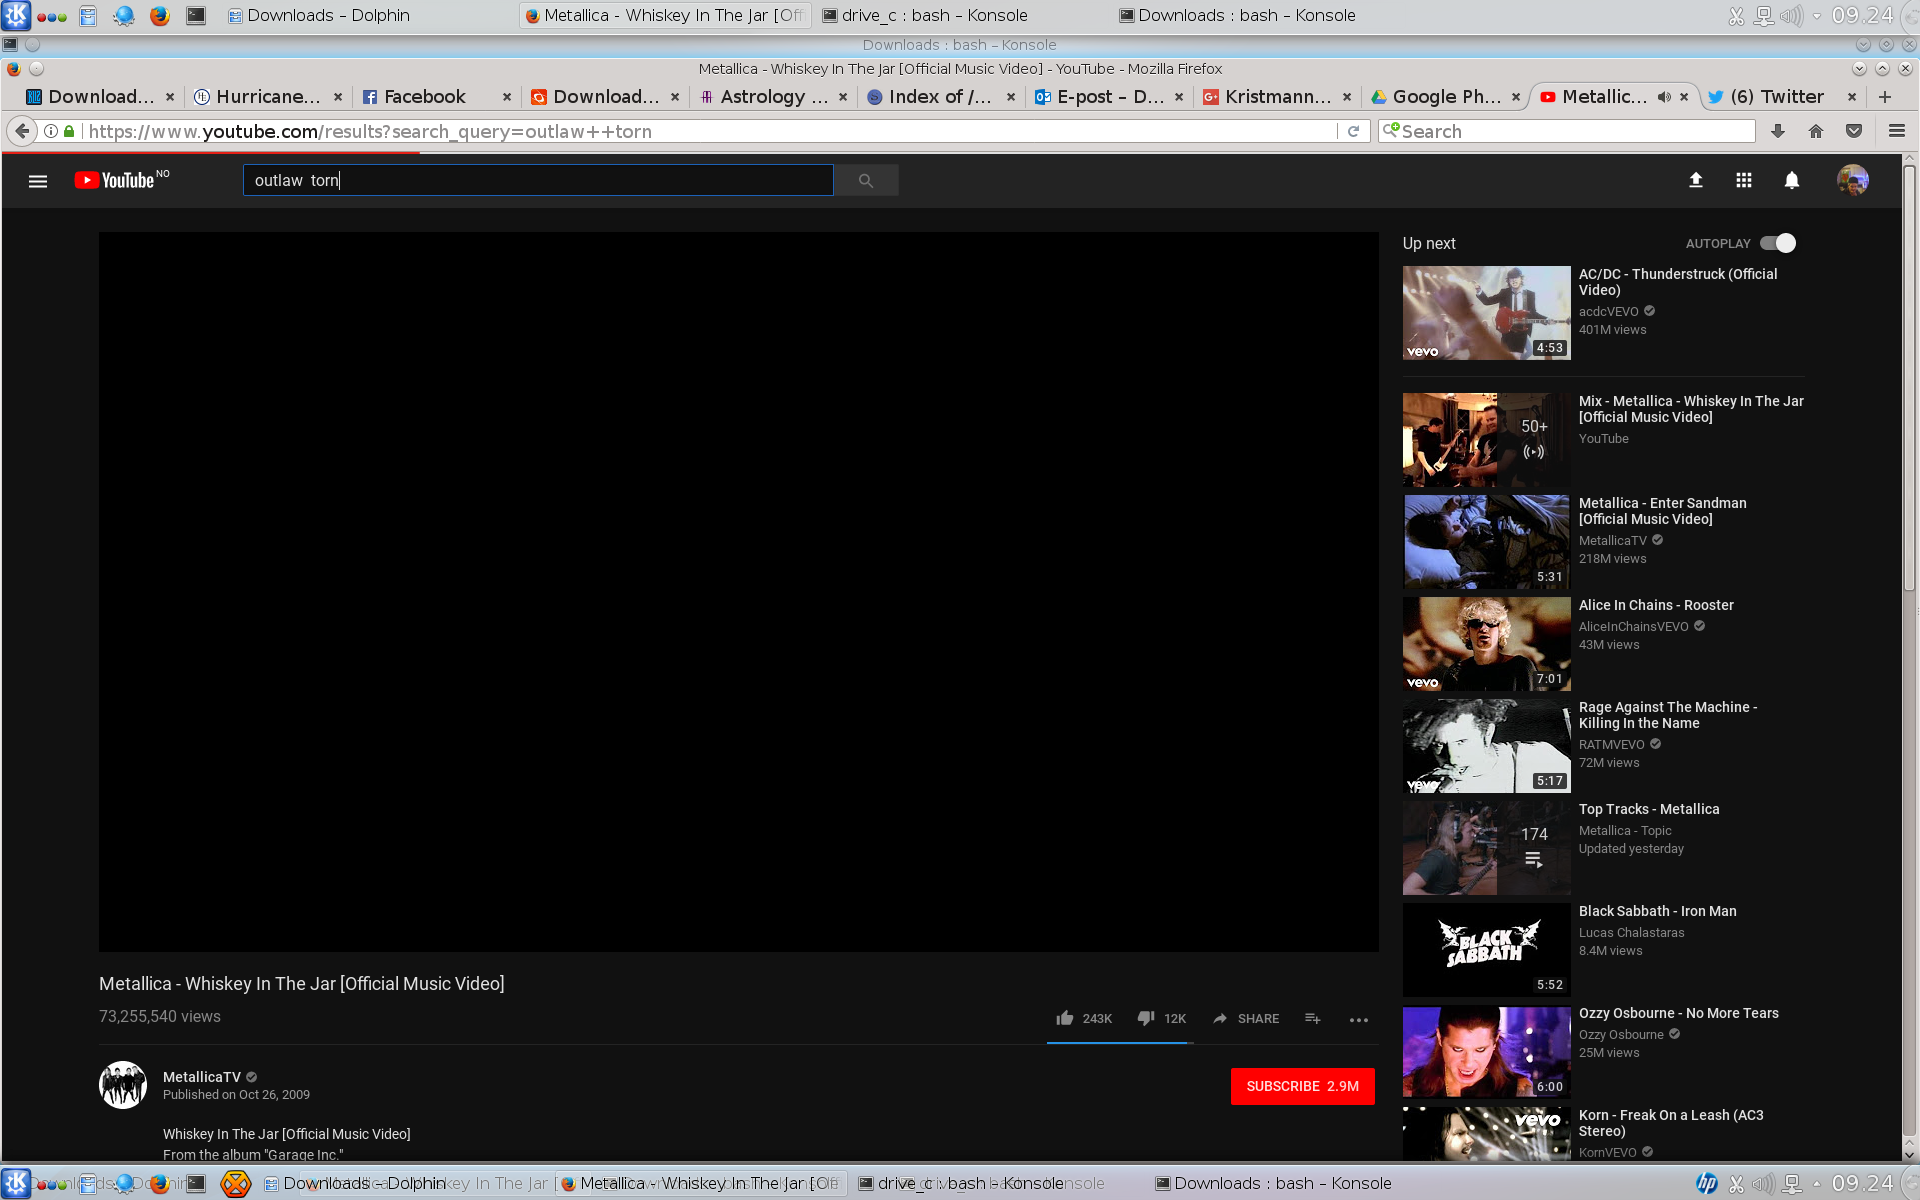 Downloads – Dolphin
Metallica - Whiskey In The Jar [Off
drive_c : bash – Konsole
Downloads : bash – Konsole
09.24
Downloads : bash – Konsole
Metallica - Whiskey In The Jar [Official Music Video] - YouTube - Mozilla Firefox
Download...
Hurricane...
Facebook
Download...
Astrology ...
Index of /...
E-post – D...
Kristmann...
Google Ph...
Metallic...
(6) Twitter
https://www.youtube.com/results?search_query=outlaw++torn
Search
YouTube NO
outlaw  torn
Up next
AUTOPLAY
AC/DC - Thunderstruck (Official
Video)
acdcVEVO
401M views
vevo
4:53
Mix - Metallica - Whiskey In The Jar
[Official Music Video]
YouTube
50+
Metallica - Enter Sandman
[Official Music Video]
MetallicaTV
218M views
5:31
Alice In Chains - Rooster
AliceInChainsVEVO
43M views
vevo
7:01
Rage Against The Machine -
Killing In the Name
RATMVEVO
72M views
vevo
5:17
Top Tracks - Metallica
Metallica - Topic
Updated yesterday
174
Black Sabbath - Iron Man
Lucas Chalastaras
8.4M views
BLACK
SABBATH
5:52
Ozzy Osbourne - No More Tears
Ozzy Osbourne
25M views
6:00
Korn - Freak On a Leash (AC3
Stereo)
KornVEVO
vevo
Metallica - Whiskey In The Jar [Official Music Video]
73,255,540 views
243K
12K
SHARE
MetallicaTV
Published on Oct 26, 2009
SUBSCRIBE 2.9M
Whiskey In The Jar [Official Music Video]
From the album "Garage Inc."
Downloads – Dolphin
Metallica - Whiskey In The Jar [Of
drive_c : bash – Konsole
Downloads : bash – Konsole
hp
09.24